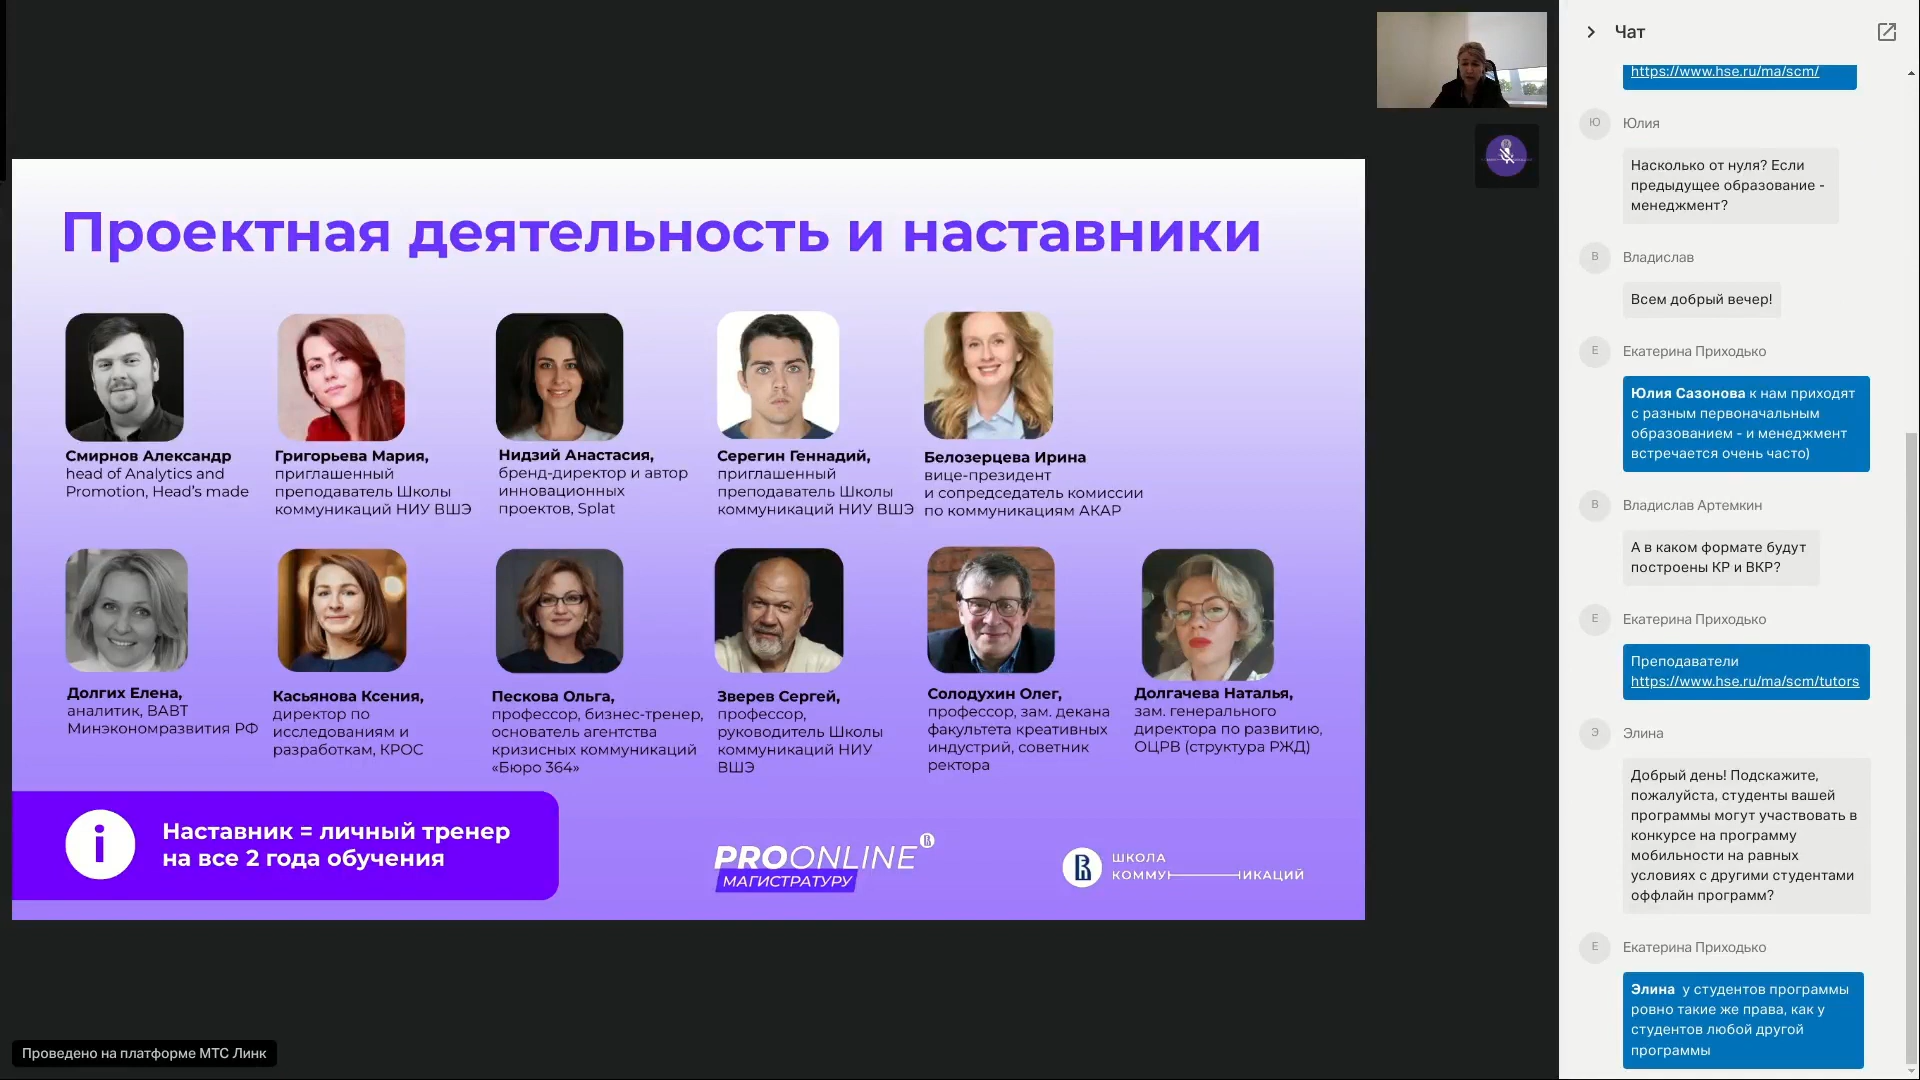 Проектная деятельность и наставники
Смирнов Александр
head of Analytics and
Promotion, Head’s made
Григорьева Мария,
приглашенный
преподаватель Школы
коммуникаций НИУ ВШЭ
Нидзий Анастасия,
бренд-директор и автор
инновационных
проектов, Splat
Серегин Геннадий,
приглашенный
преподаватель Школы
коммуникаций НИУ ВШЭ
Белозерцева Ирина
вице-президент
и сопредседатель комиссии
по коммуникациям АКАР
Долгих Елена,
аналитик, ВАВТ
Минэкономразвития РФ
Касьянова Ксения,
директор по
исследованиям и
разработкам, КРОС
Пескова Ольга,
профессор, бизнес-тренер,
основатель агентства
кризисных коммуникаций
«Бюро 364»
Зверев Сергей,
профессор,
руководитель Школы
коммуникаций НИУ
ВШЭ
Солодухин Олег,
профессор, зам. декана
факультета креативных
индустрий, советник
ректора
Долгачева Наталья,
зам. генерального
директора по развитию,
ОЦРВ (структура РЖД)
i
Наставник = личный тренер
на все 2 года обучения
PROONLINE
МАГИСТРАТУРУ
ШКОЛА
КОММУНИКАЦИЙ
Проведено на платформе МТС Линк
Чат
https://www.hse.ru/ma/scm/
Ю
Юлия
Насколько от нуля? Если
предыдущее образование -
менеджмент?
В
Владислав
Всем добрый вечер!
Е
Екатерина Приходько
Юлия Сазонова к нам приходят
с разным первоначальным
образованием - и менеджмент
встречается очень часто)
В
Владислав Артемкин
А в каком формате будут
построены КР и ВКР?
Е
Екатерина Приходько
Преподаватели
https://www.hse.ru/ma/scm/tutors
Э
Элина
Добрый день! Подскажите,
пожалуйста, студенты вашей
программы могут участвовать в
конкурсе на программу
мобильности на равных
условиях с другими студентами
оффлайн программ?
Е
Екатерина Приходько
Элина у студентов программы
ровно такие же права, как у
студентов любой другой
программы